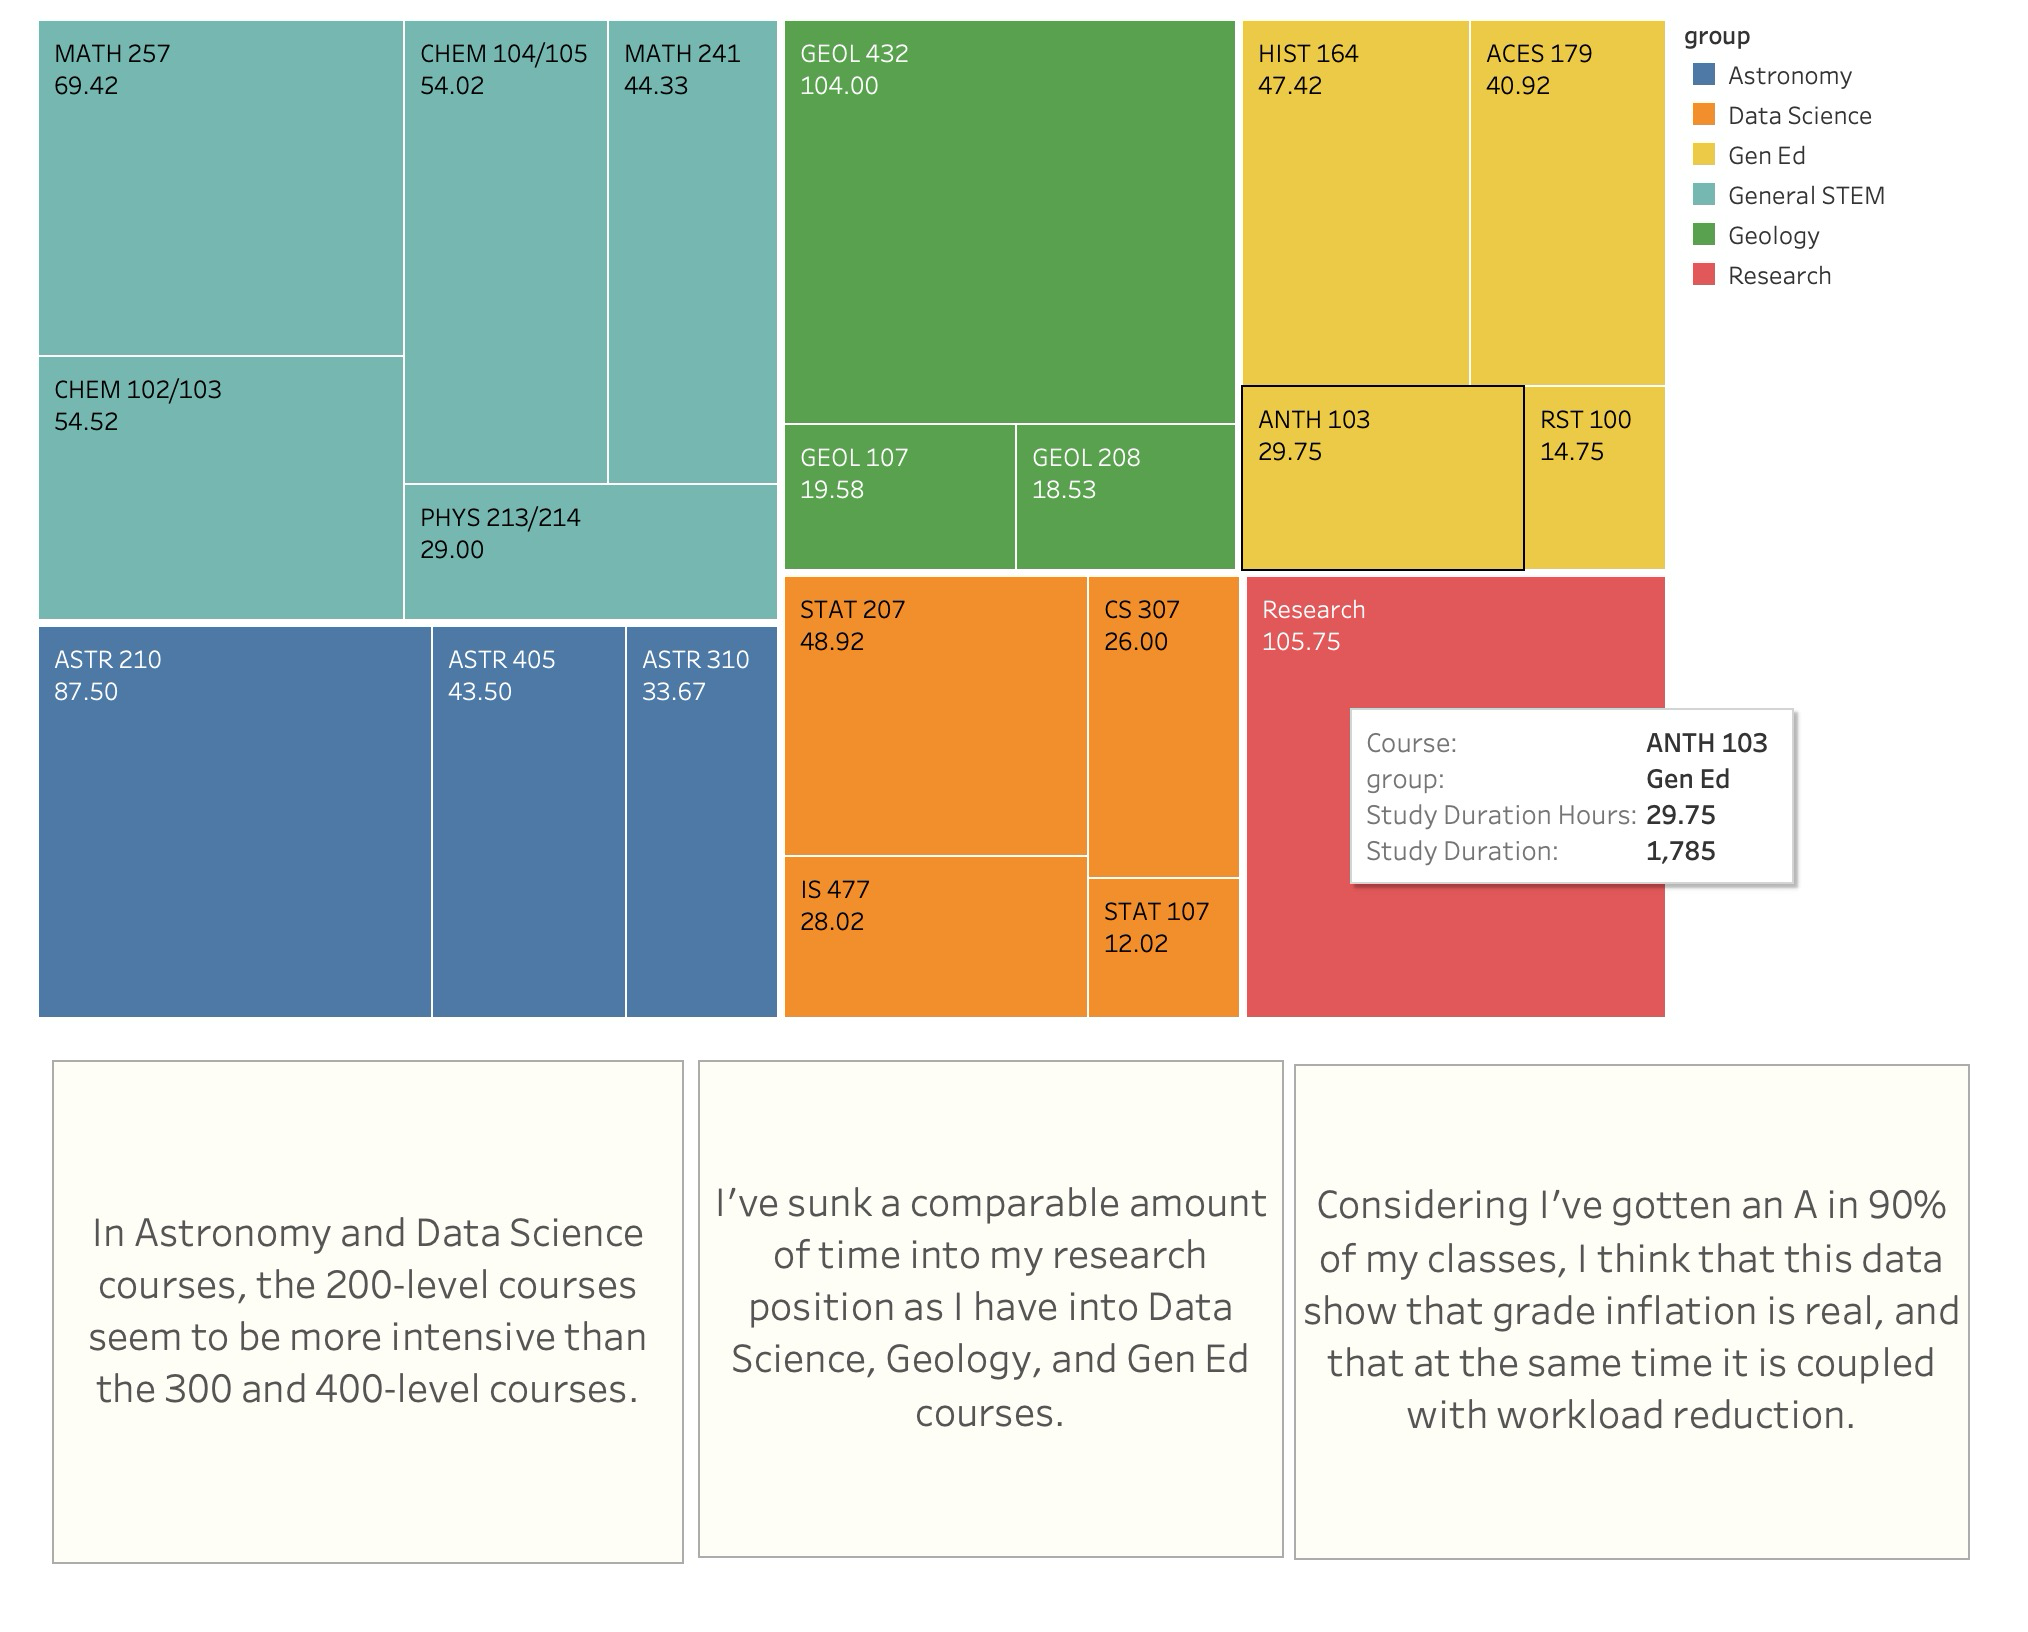 MATH 257
69.42
CHEM 104/105
54.02
MATH 241
44.33
CHEM 102/103
54.52
PHYS 213/214
29.00
ASTR 210
87.50
ASTR 405
43.50
ASTR 310
33.67
GEOL 432
104.00
GEOL 107
19.58
GEOL 208
18.53
STAT 207
48.92
CS 307
26.00
IS 477
28.02
STAT 107
12.02
HIST 164
47.42
ACES 179
40.92
ANTH 103
29.75
RST 100
14.75
Research
105.75
Course: ANTH 103
group: Gen Ed
Study Duration Hours: 29.75
Study Duration: 1,785
group
Astronomy
Data Science
Gen Ed
General STEM
Geology
Research
In Astronomy and Data Science
courses, the 200-level courses
seem to be more intensive than
the 300 and 400-level courses.
I’ve sunk a comparable amount
of time into my research
position as I have into Data
Science, Geology, and Gen Ed
courses.
Considering I’ve gotten an A in 90%
of my classes, I think that this data
show that grade inflation is real, and
that at the same time it is coupled
with workload reduction.